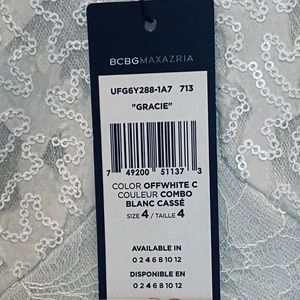 BCBGMAXAZRIA
UFG6Y288-1A7 713
"GRACIE"
7 49200 51137 3
COLOR OFFWHITE C
COULEUR COMBO
BLANC CASSÉ
SIZE 4 / TAILLE 4
AVAILABLE IN
0 2 4 6 8 10 12
DISPONIBLE EN
0 2 4 6 8 10 12